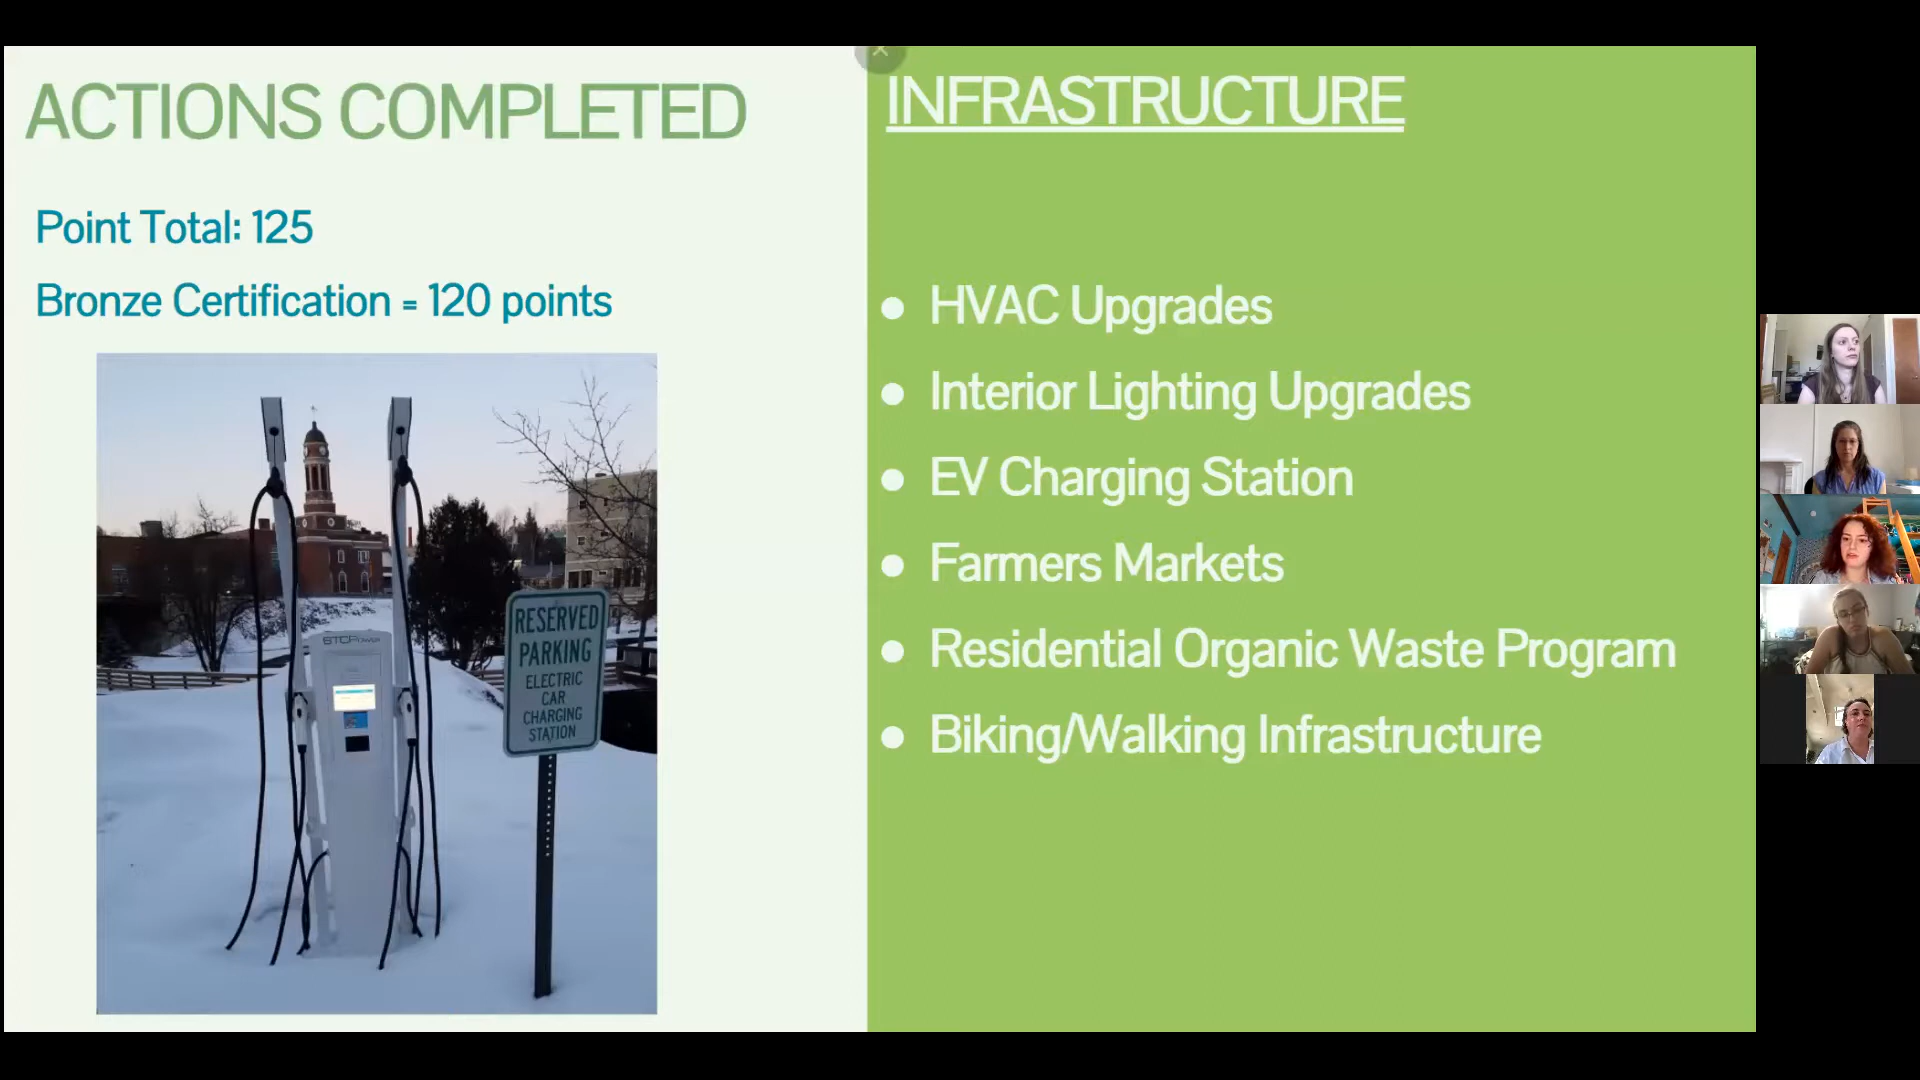 ACTIONS COMPLETED
Point Total: 125
Bronze Certification = 120 points
BTCPower
RESERVED
PARKING
ELECTRIC
CAR
CHARGING
STATION
INFRASTRUCTURE
● HVAC Upgrades
● Interior Lighting Upgrades
● EV Charging Station
● Farmers Markets
● Residential Organic Waste Program
● Biking/Walking Infrastructure